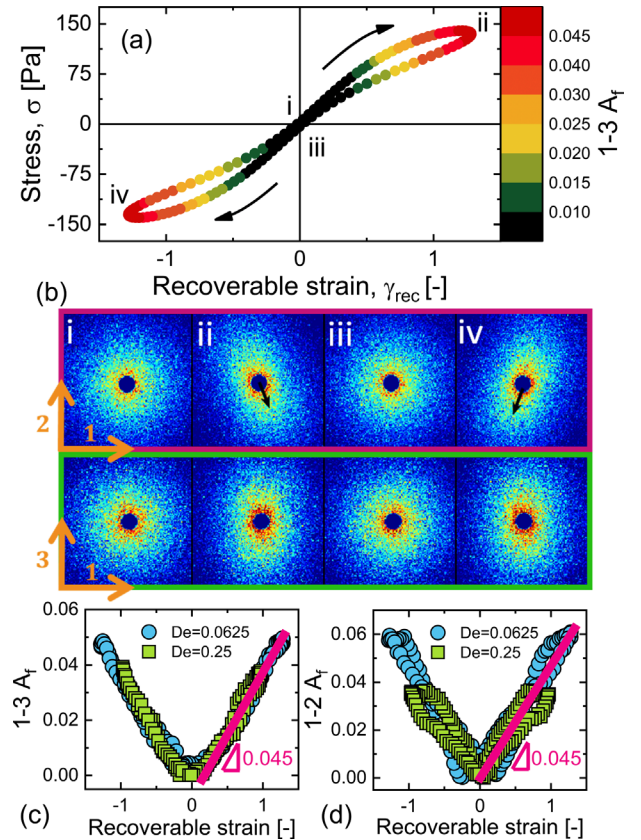 (a)
Stress, σ [Pa]
150
75
0
-75
-150
i
ii
iii
iv
-1
0
1
Recoverable strain, γrec [-]
0.045
0.040
0.030
0.025
0.020
0.015
0.010
1-3 Af
(b)
i
ii
iii
iv
2
1
3
1
1-3 Af
0.06
0.04
0.02
0.00
De=0.0625
De=0.25
0.045
-1
0
1
(c)
Recoverable strain [-]
1-2 Af
0.06
0.04
0.02
0.00
De=0.0625
De=0.25
0.045
-1
0
1
(d)
Recoverable strain [-]